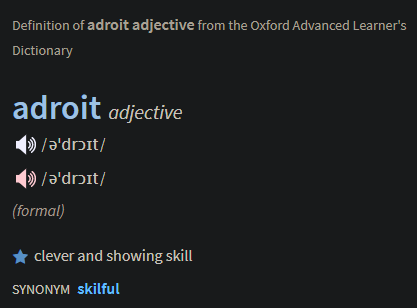 Definition of adroit adjective from the Oxford Advanced Learner's
Dictionary
adroit adjective
/əˈdrɔɪt/
/əˈdrɔɪt/
(formal)
clever and showing skill
SYNONYM skilful